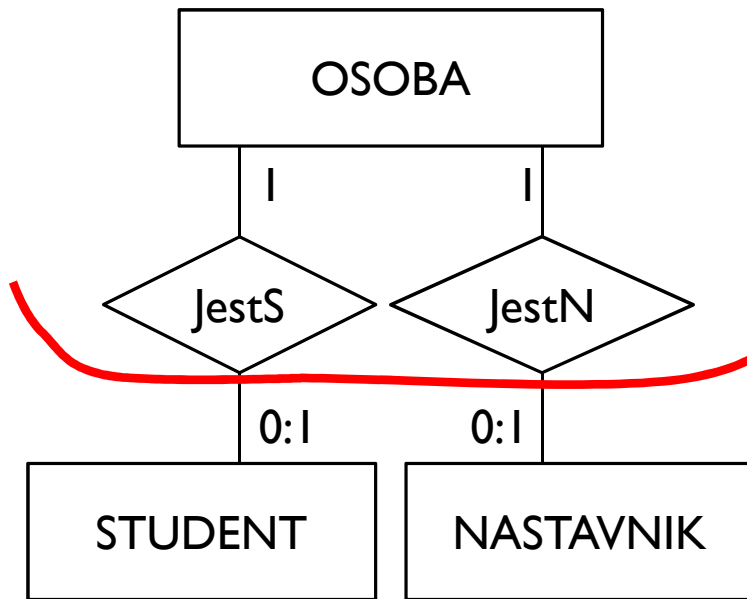 OSOBA
1 1
JestS JestN
0:1 0:1
STUDENT NASTAVNIK